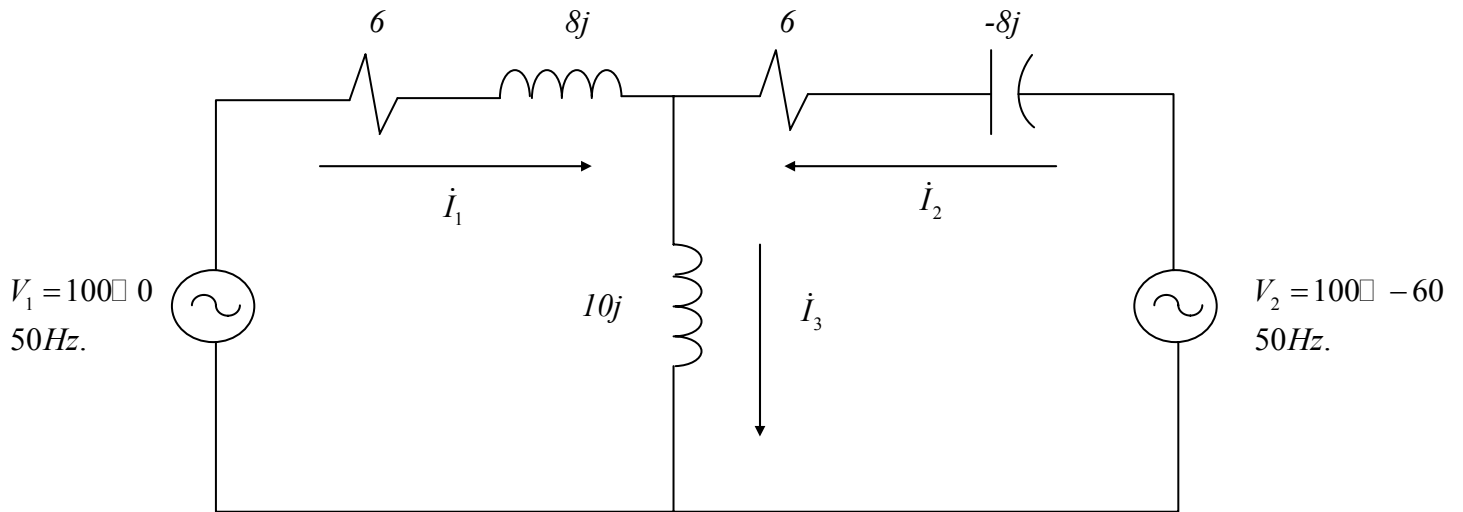 6
8j
6
-8j
İ₁
İ₂
V₁ = 100□ 0
50Hz.
10j
İ₃
V₂ = 100□ −60
50Hz.